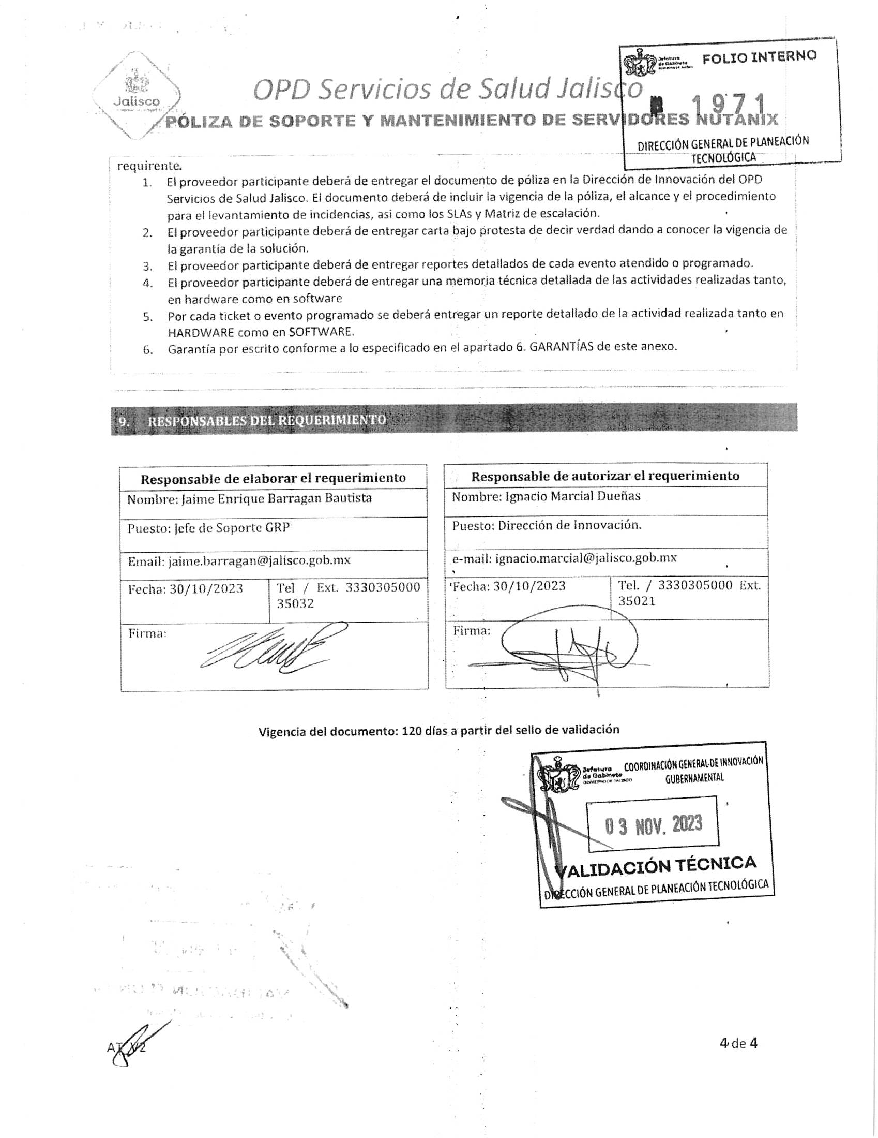 Jalisco
OPD Servicios de Salud Jalisco
PÓLIZA DE SOPORTE Y MANTENIMIENTO DE SERVIDORES NUTANIX
Jefatura
de Gabinete
FOLIO INTERNO
1971
DIRECCIÓN GENERAL DE PLANEACIÓN
TECNOLÓGICA
requirente.
1. El proveedor participante deberá de entregar el documento de póliza en la Dirección de Innovación del OPD
Servicios de Salud Jalisco. El documento deberá de incluir la vigencia de la póliza, el alcance y el procedimiento
para el levantamiento de incidencias, asi como los SLAs y Matriz de escalación.
2. El proveedor participante deberá de entregar carta bajo protesta de decir verdad dando a conocer la vigencia de
la garantía de la solución.
3. El proveedor participante deberá de entregar reportes detallados de cada evento atendido o programado.
4. El proveedor participante deberá de entregar una memoria técnica detallada de las actividades realizadas tanto,
en hardware como en software
5. Por cada ticket o evento programado se deberá entregar un reporte detallado de la actividad realizada tanto en
HARDWARE como en SOFTWARE.
6. Garantía por escrito conforme a lo especificado en el apartado 6. GARANTÍAS de este anexo.
9. RESPONSABLES DEL REQUERIMIENTO
Responsable de elaborar el requerimiento
Nombre: Jaime Enrique Barragan Bautista
Puesto: Jefe de Soporte GRP
Email: jaime.barragan@jalisco.gob.mx
Fecha: 30/10/2023
Tel / Ext. 3330305000
35032
Firma:
Responsable de autorizar el requerimiento
Nombre: Ignacio Marcial Dueñas
Puesto: Dirección de Innovación.
e-mail: ignacio.marcial@jalisco.gob.mx
Fecha: 30/10/2023
Tel. / 3330305000 Ext.
35021
Firma:
Vigencia del documento: 120 días a partir del sello de validación
Jefatura
de Gabinete
COORDINACIÓN GENERAL DE INNOVACIÓN
GUBERNAMENTAL
03 NOV. 2023
VALIDACIÓN TÉCNICA
DIRECCIÓN GENERAL DE PLANEACIÓN TECNOLÓGICA
4 de 4